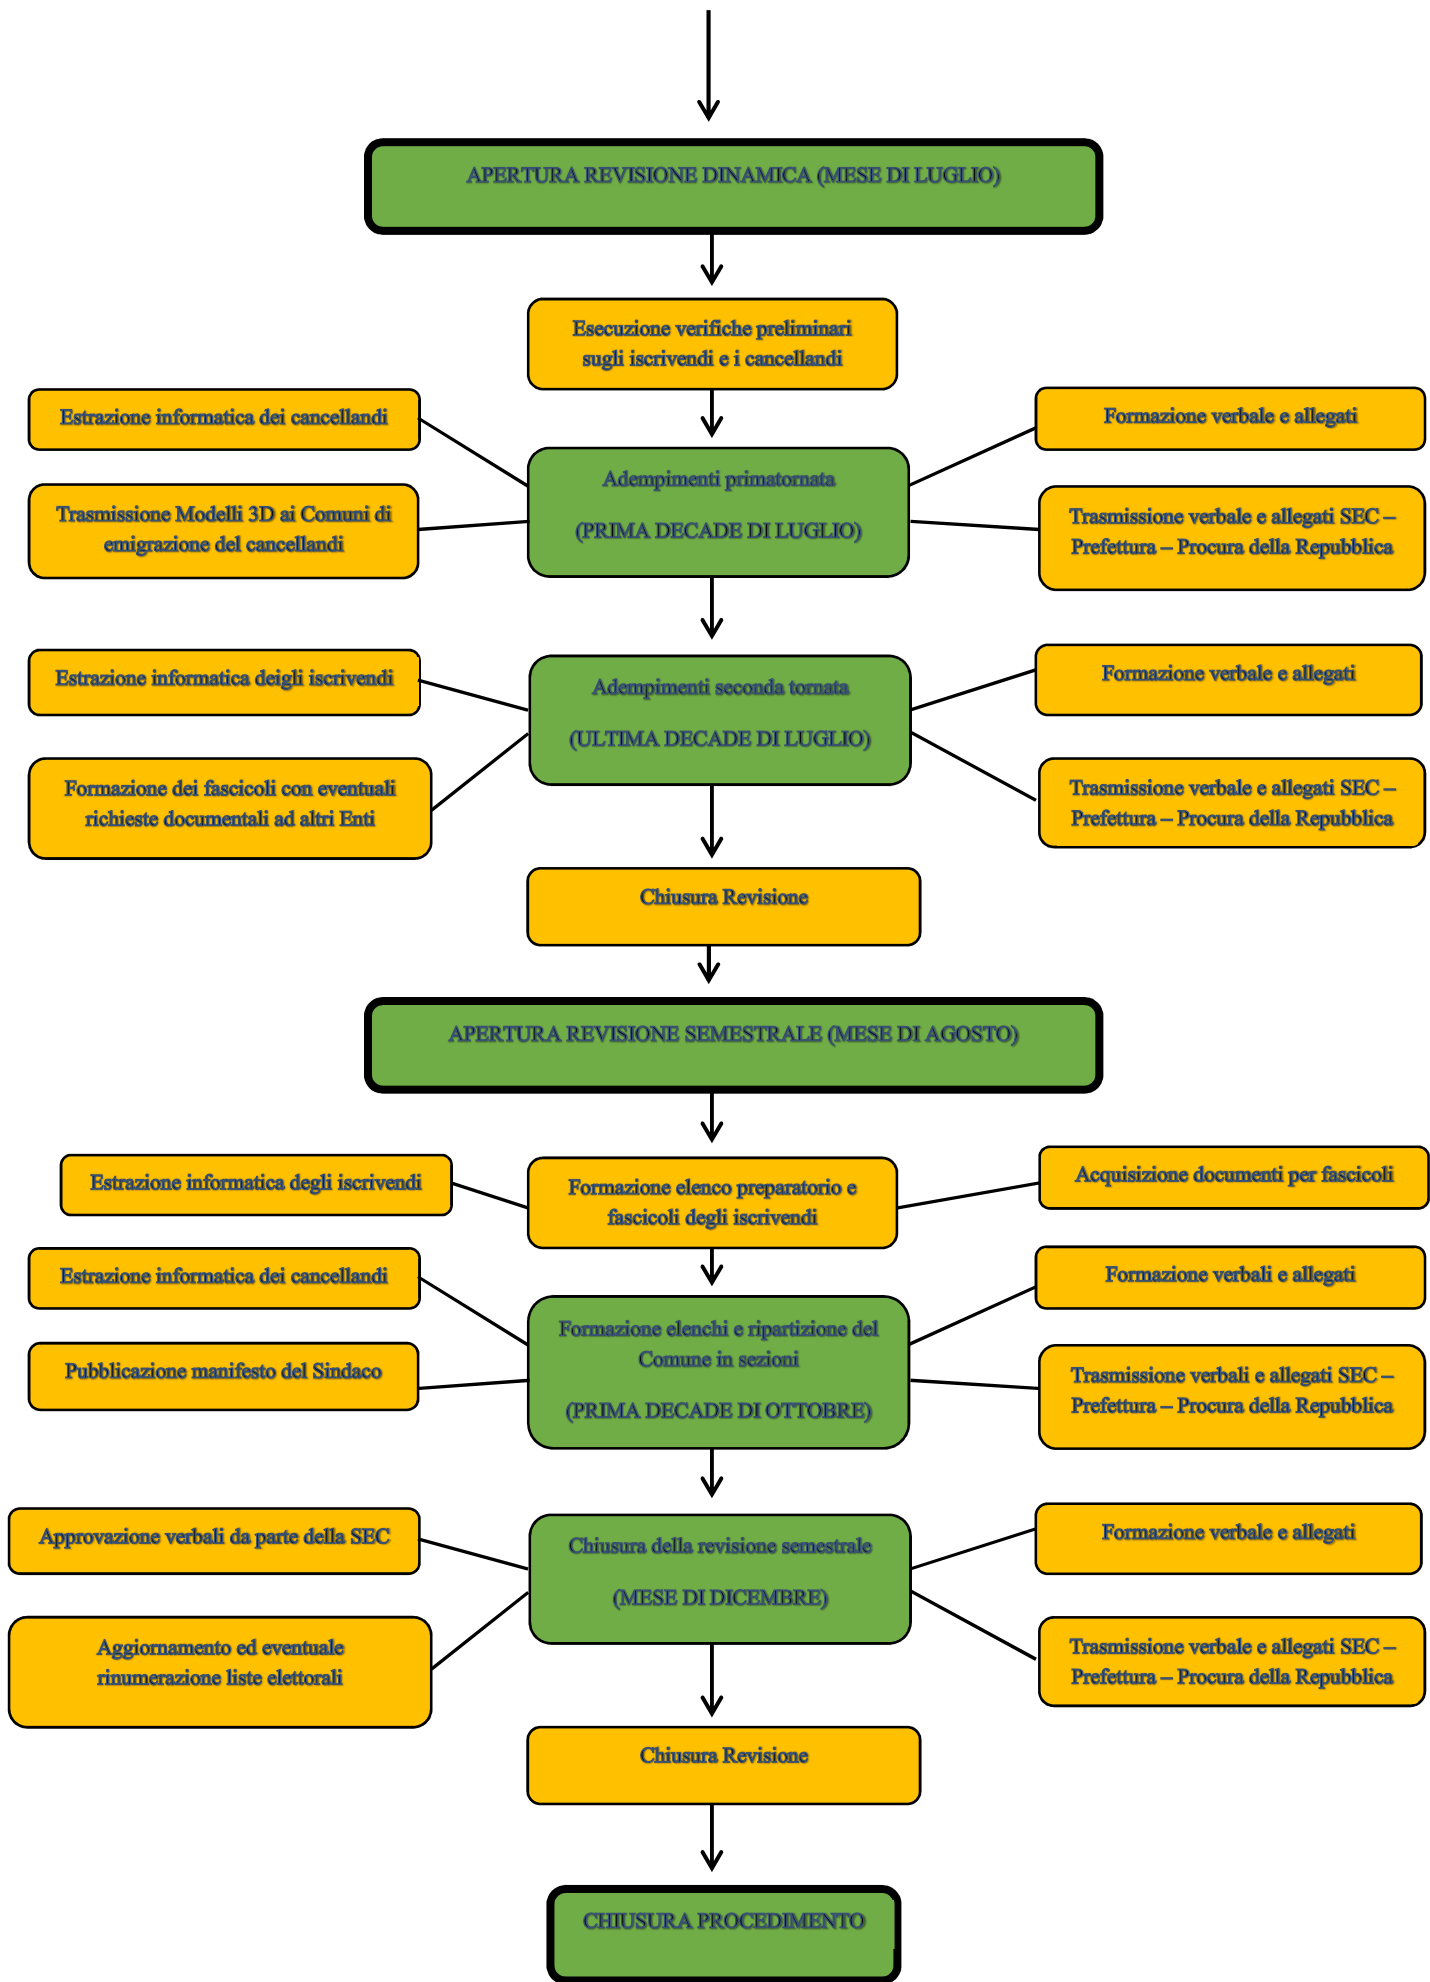 APERTURA REVISIONE DINAMICA (MESE DI LUGLIO)
Esecuzione verifiche preliminari
sugli iscrivendi e i cancellandi
Estrazione informatica dei cancellandi
Formazione verbale e allegati
Adempimenti primatornata
(PRIMA DECADE DI LUGLIO)
Trasmissione Modelli 3D ai Comuni di
emigrazione del cancellandi
Trasmissione verbale e allegati SEC –
Prefettura – Procura della Repubblica
Estrazione informatica deigli iscrivendi
Formazione verbale e allegati
Adempimenti seconda tornata
(ULTIMA DECADE DI LUGLIO)
Formazione dei fascicoli con eventuali
richieste documentali ad altri Enti
Trasmissione verbale e allegati SEC –
Prefettura – Procura della Repubblica
Chiusura Revisione
APERTURA REVISIONE SEMESTRALE (MESE DI AGOSTO)
Estrazione informatica degli iscrivendi
Formazione elenco preparatorio e
fascicoli degli iscrivendi
Acquisizione documenti per fascicoli
Estrazione informatica dei cancellandi
Formazione verbali e allegati
Formazione elenchi e ripartizione del
Comune in sezioni
(PRIMA DECADE DI OTTOBRE)
Pubblicazione manifesto del Sindaco
Trasmissione verbali e allegati SEC –
Prefettura – Procura della Repubblica
Approvazione verbali da parte della SEC
Formazione verbale e allegati
Chiusura della revisione semestrale
(MESE DI DICEMBRE)
Aggiornamento ed eventuale
rinumerazione liste elettorali
Trasmissione verbale e allegati SEC –
Prefettura – Procura della Repubblica
Chiusura Revisione
CHIUSURA PROCEDIMENTO